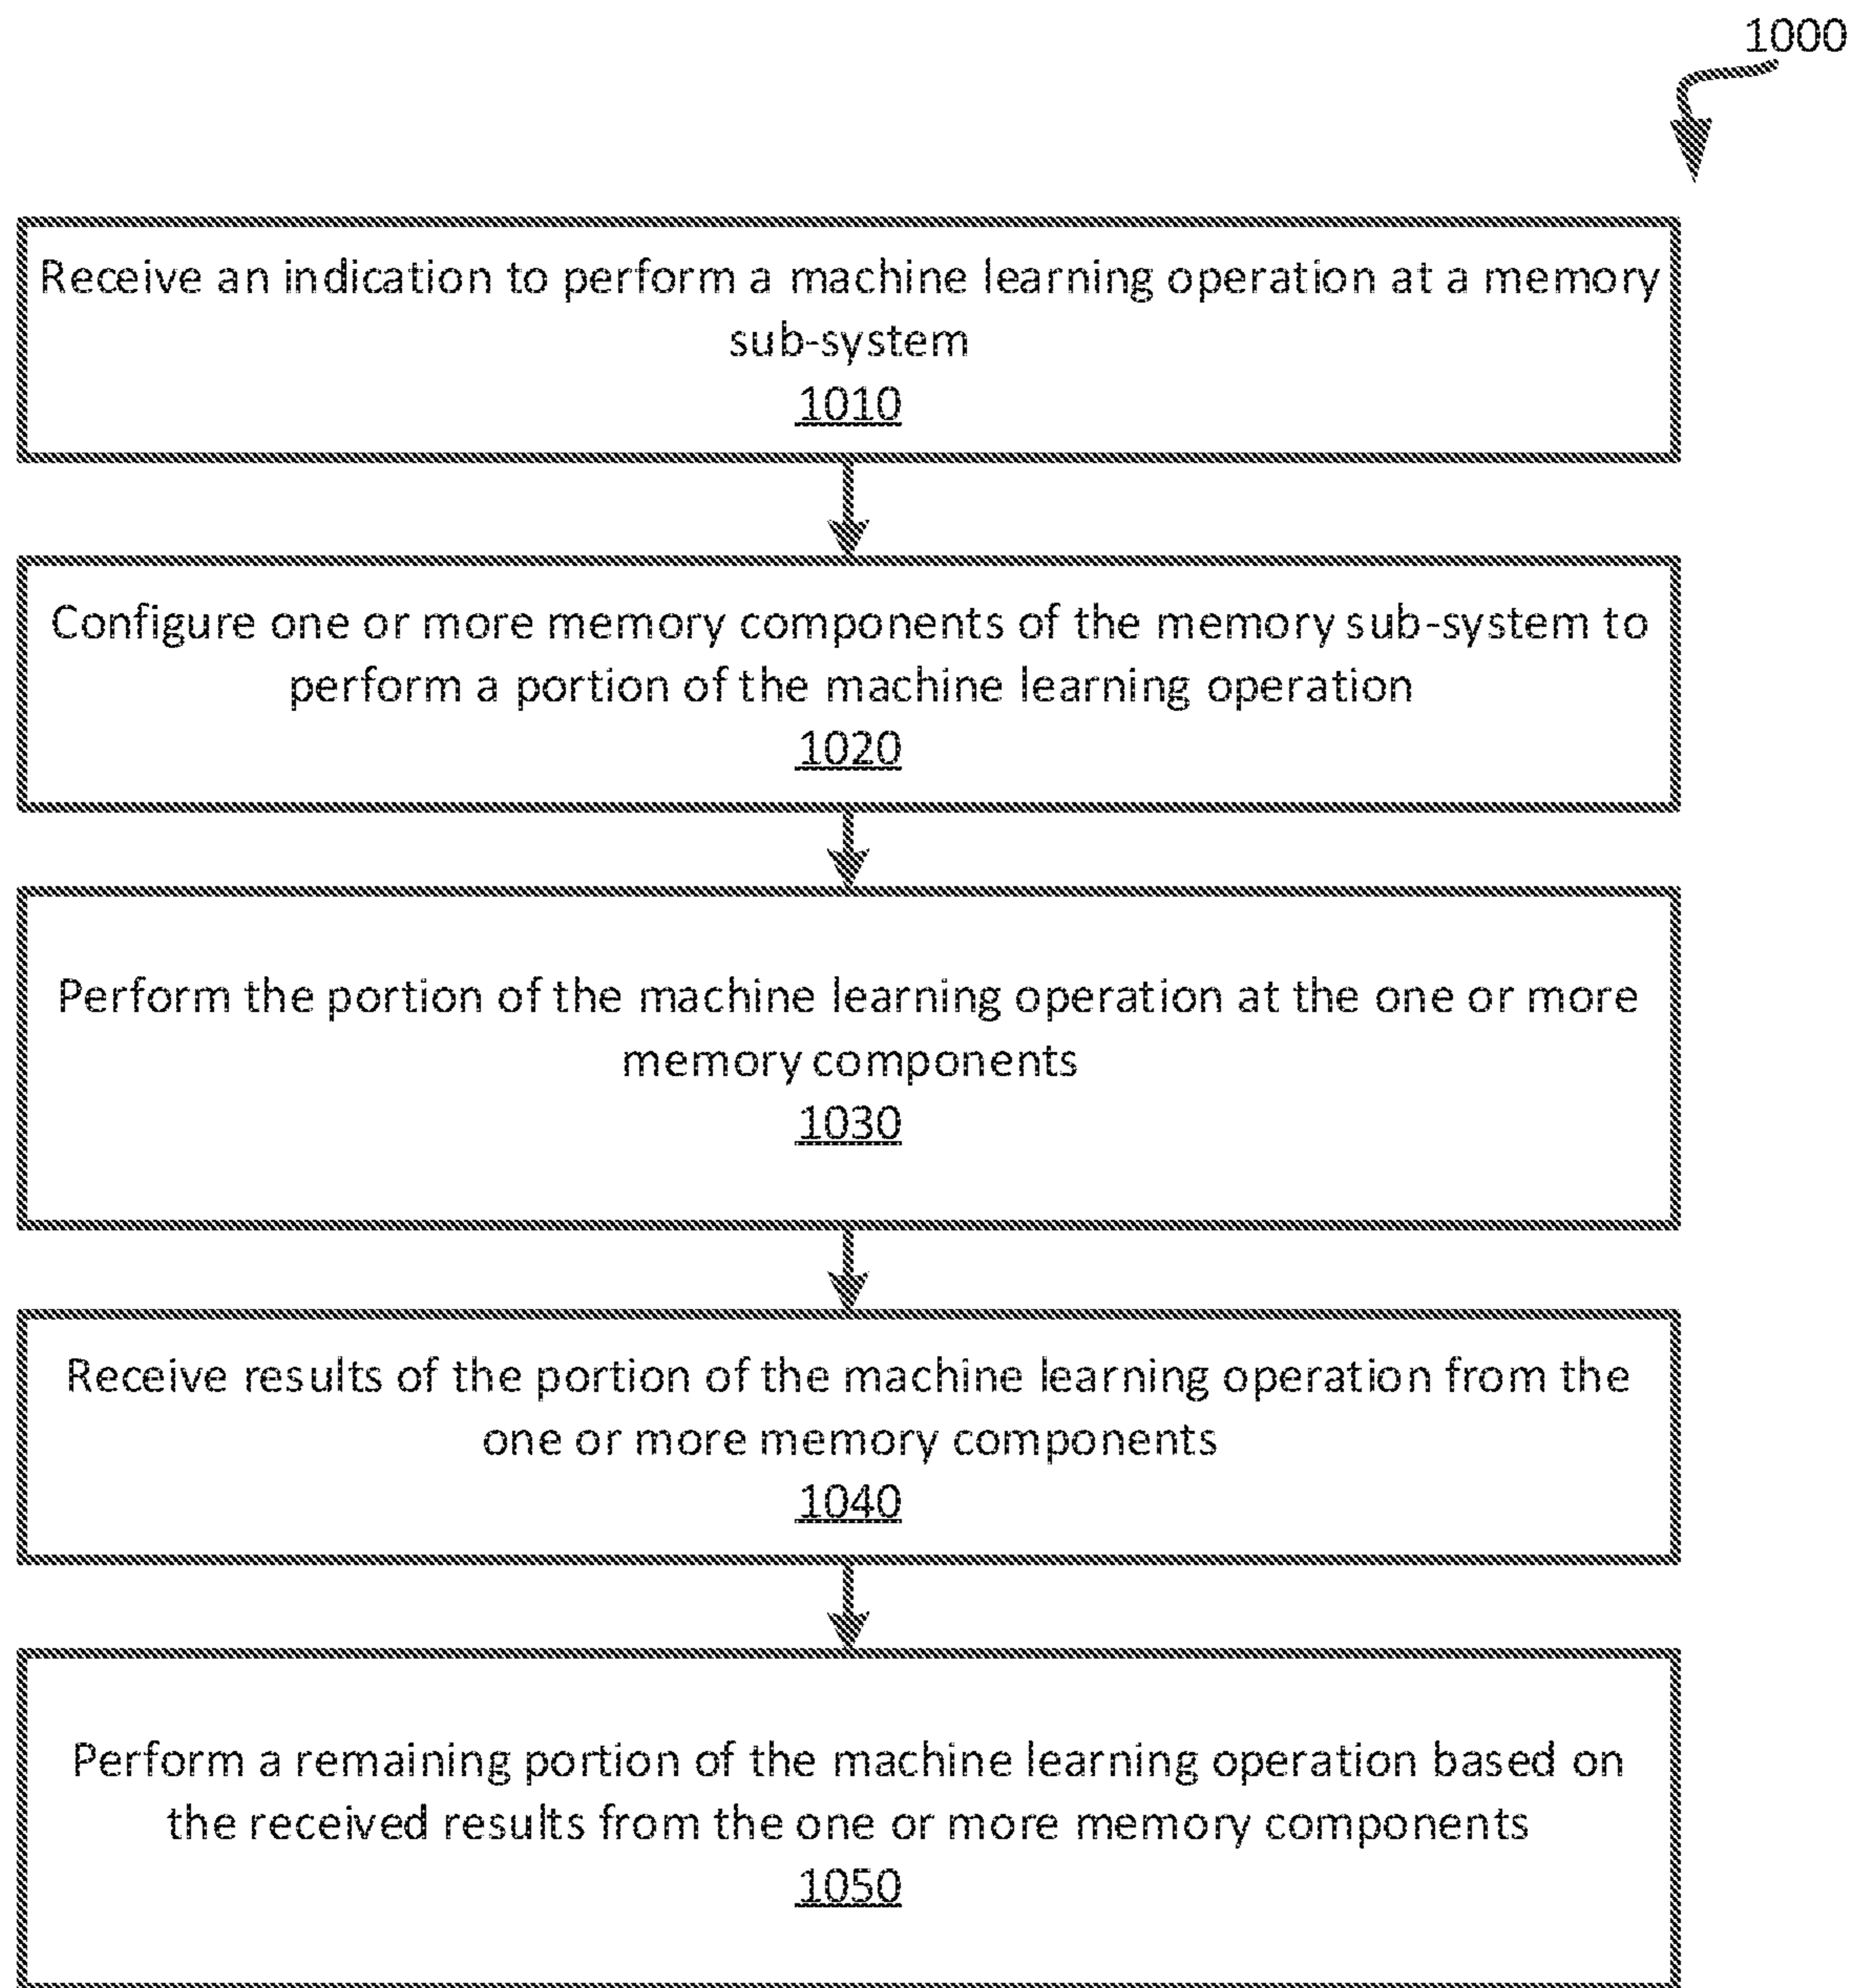 1000
Receive an indication to perform a machine learning operation at a memory
sub-system
1010
Configure one or more memory components of the memory sub-system to
perform a portion of the machine learning operation
1020
Perform the portion of the machine learning operation at the one or more
memory components
1030
Receive results of the portion of the machine learning operation from the
one or more memory components
1040
Perform a remaining portion of the machine learning operation based on
the received results from the one or more memory components
1050